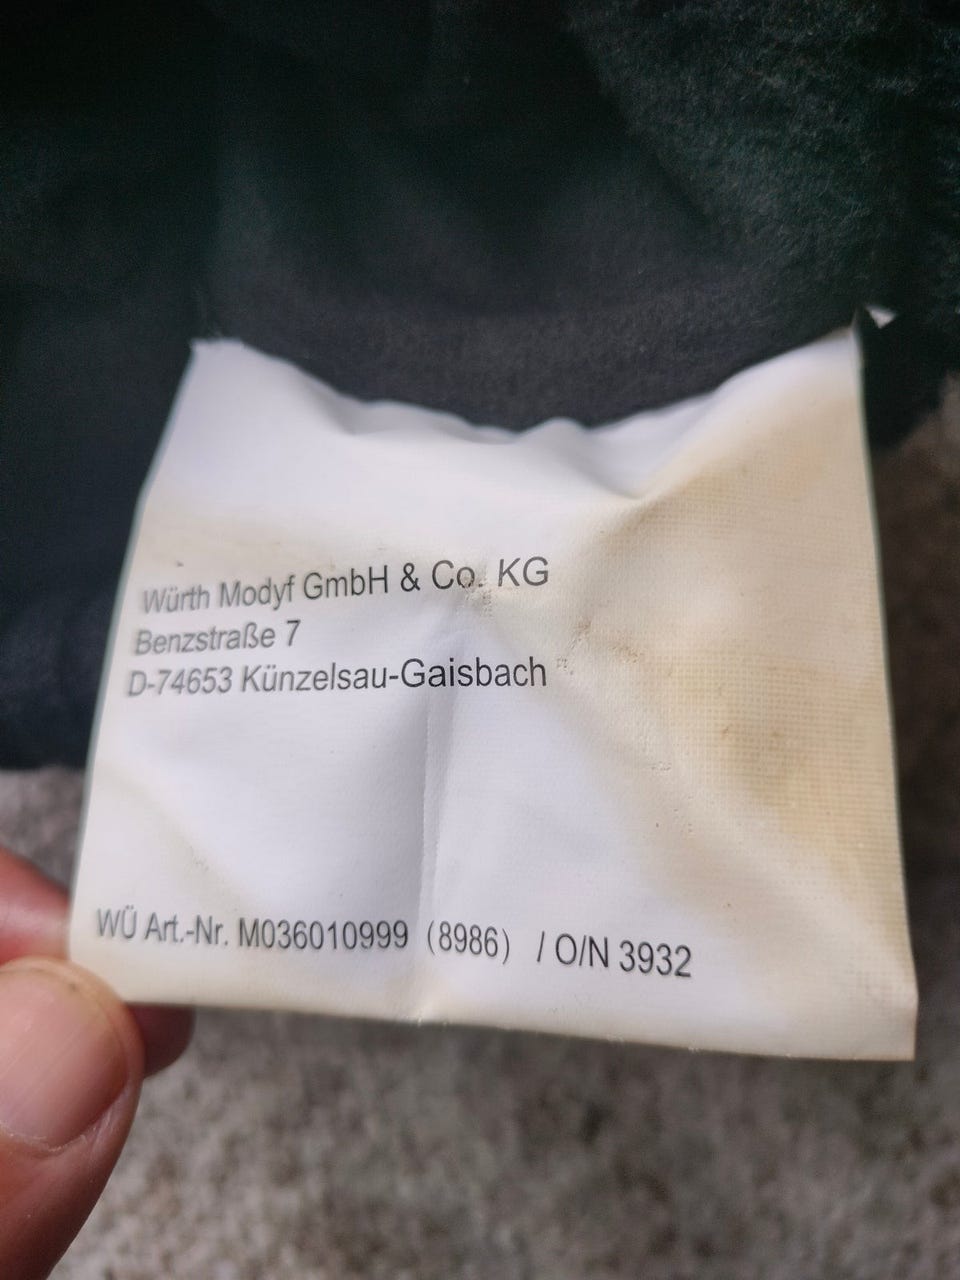 Würth Modyf GmbH & Co. KG
Benzstraße 7
D-74653 Künzelsau-Gaisbach
WÜ Art.-Nr. M036010999 (8986) / O/N 3932